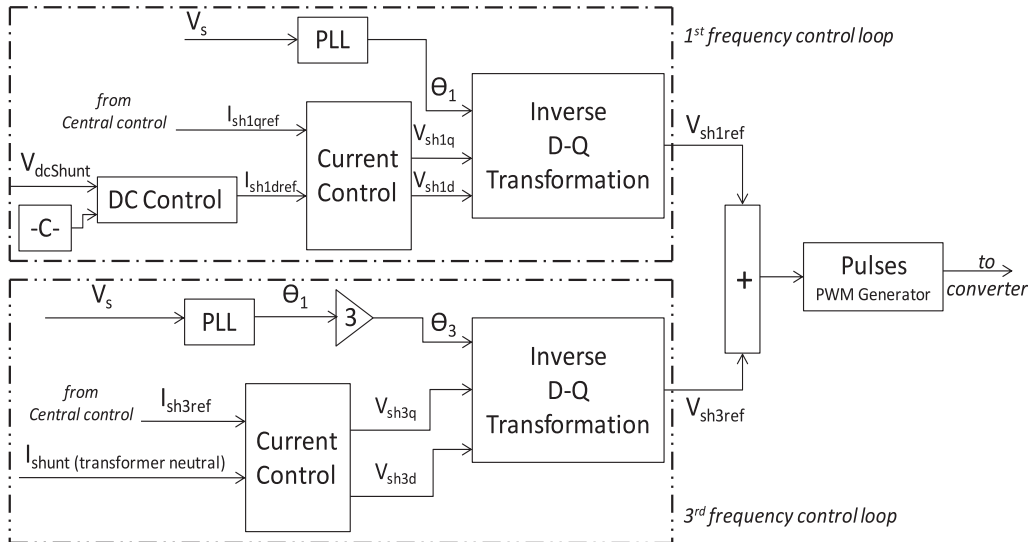 V_s
PLL
1st frequency control loop
Θ_1
from
Central control
I_sh1qref
Inverse
D-Q
Transformation
V_sh1q
V_sh1ref
Current
Control
V_dcShunt
DC Control
I_sh1dref
V_sh1d
-C-
+
Pulses
PWM Generator
to
converter
V_s
PLL
Θ_1
3
Θ_3
Inverse
D-Q
Transformation
from
Central control
I_sh3ref
V_sh3q
V_sh3ref
Current
Control
I_shunt (transformer neutral)
V_sh3d
3rd frequency control loop